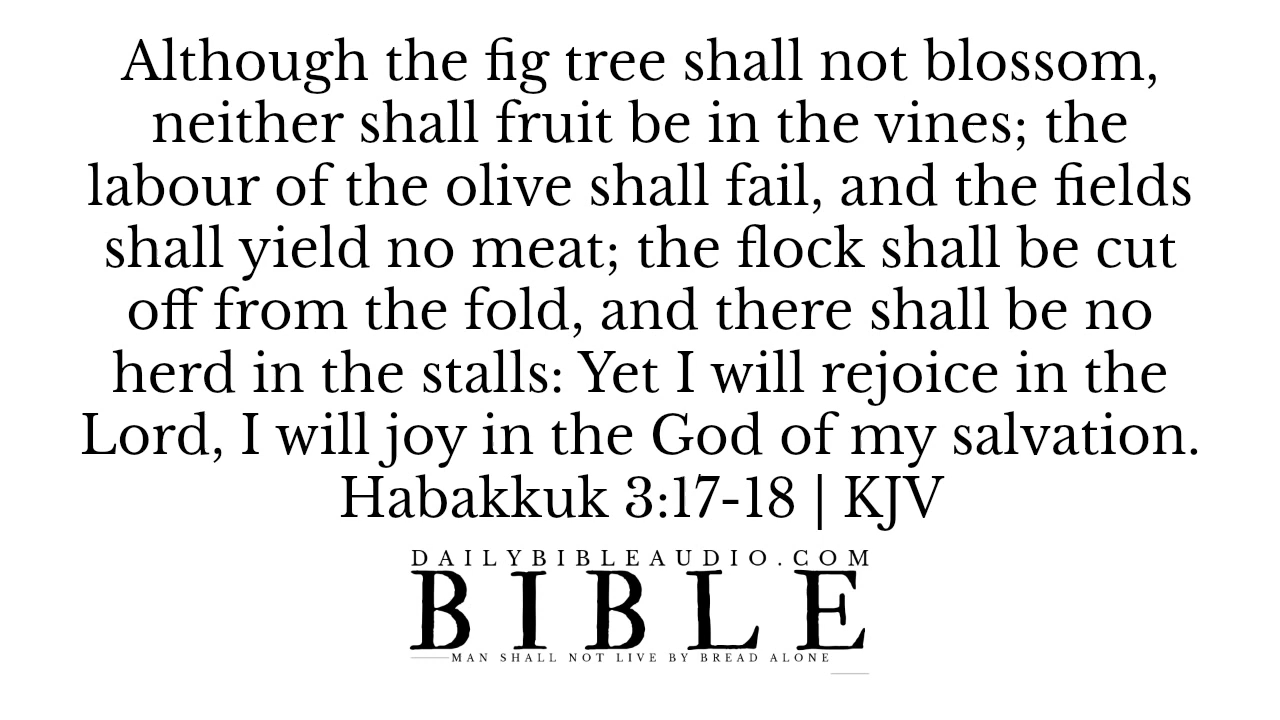 Although the fig tree shall not blossom,
neither shall fruit be in the vines; the
labour of the olive shall fail, and the fields
shall yield no meat; the flock shall be cut
off from the fold, and there shall be no
herd in the stalls: Yet I will rejoice in the
Lord, I will joy in the God of my salvation.
Habakkuk 3:17-18 | KJV
DAILYBIBLEAUDIO.COM
BIBLE
MAN SHALL NOT LIVE BY BREAD ALONE